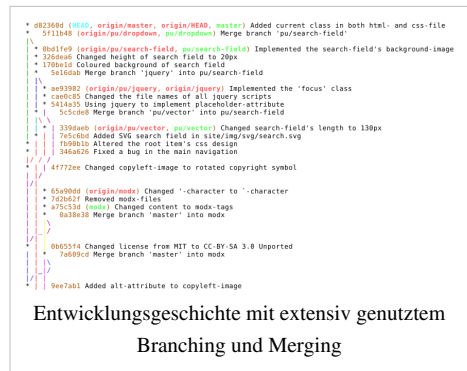 * d82360d (HEAD, origin/master, origin/HEAD, master) Added current class in both html- and css-file
* 5f11b48 (origin/pu/dropdown, pu/dropdown) Merge branch 'pu/search-field'
|\
| * 0bd1fe9 (origin/pu/search-field, pu/search-field) Implemented the search-field's background-image
* | 326dea6 Changed height of search field to 20px
* | 170be1d Coloured background of search field
| * 5e16dab Merge branch 'jquery' into pu/search-field
| |\
| | * ae93982 (origin/pu/jquery, origin/jquery) Implemented the 'focus' class
| | * cae0c85 Changed the file names of all jquery scripts
| | * 5414a35 Using jquery to implement placeholder-attribute
| * | 5c5cde8 Merge branch 'pu/vector' into pu/search-field
| |\ \
| | * | 339daeb (origin/pu/vector, pu/vector) Changed search-field's length to 130px
| * | | 7e5c6bd Added SVG search field in site/img/svg/search.svg
* | | | fb90b1b Altered the root item's css design
* | | | 346a626 Fixed a bug in the main navigation
|/ / /
* | | 4f772ee Changed copyleft-image to rotated copyright symbol
| |/
|/|
| | * 65a90dd (origin/modx) Changed '-character to `-character
| | * 7d2b62f Removed modx-files
| | * a75c53d (modx) Changed content to modx-tags
| | * 0a38e38 Merge branch 'master' into modx
| | |\
| |_|/
|/| |
* | | 0b655f4 Changed license from MIT to CC-BY-SA 3.0 Unported
| | * 7a609cd Merge branch 'master' into modx
| | |\
| |_|/
|/| |
* | | 9ee7ab1 Added alt-attribute to copyleft-image
Entwicklungsgeschichte mit extensiv genutztem
Branching und Merging